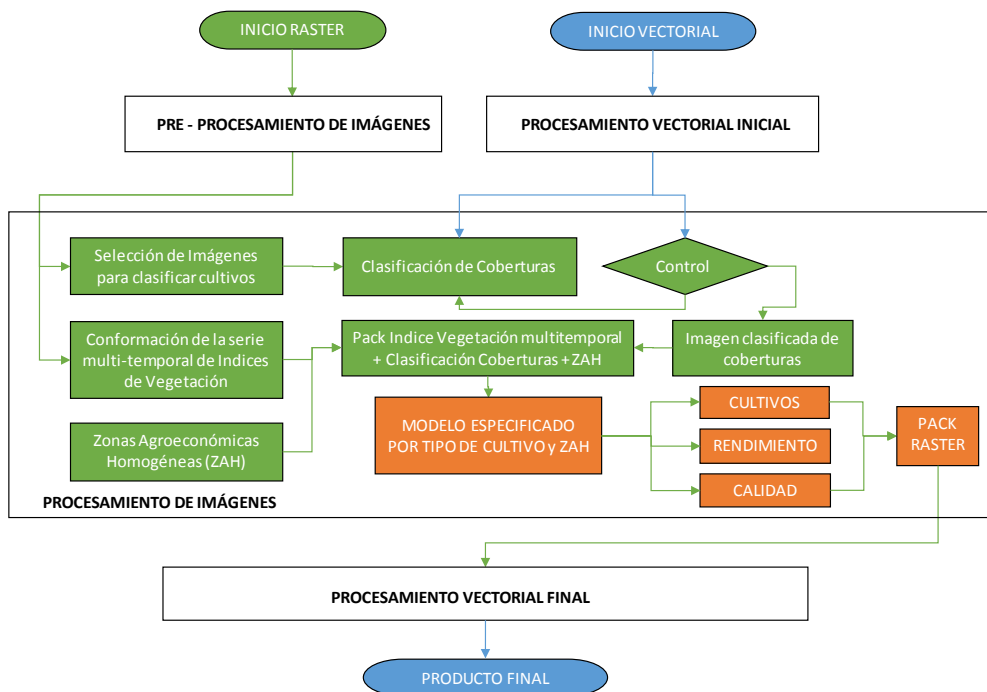 INICIO RASTER
INICIO VECTORIAL
PRE - PROCESAMIENTO DE IMÁGENES
PROCESAMIENTO VECTORIAL INICIAL
Selección de Imágenes
para clasificar cultivos
Clasificación de Coberturas
Control
Conformación de la serie
multi-temporal de Indices
de Vegetación
Pack Indice Vegetación multitemporal
+ Clasificación Coberturas +ZAH
Imagen clasificada de
coberturas
Zonas Agroeconómicas
Homogéneas (ZAH)
MODELO ESPECIFICADO
POR TIPO DE CULTIVO y ZAH
CULTIVOS
RENDIMIENTO
CALIDAD
PACK
RASTER
PROCESAMIENTO DE IMÁGENES
PROCESAMIENTO VECTORIAL FINAL
PRODUCTO FINAL